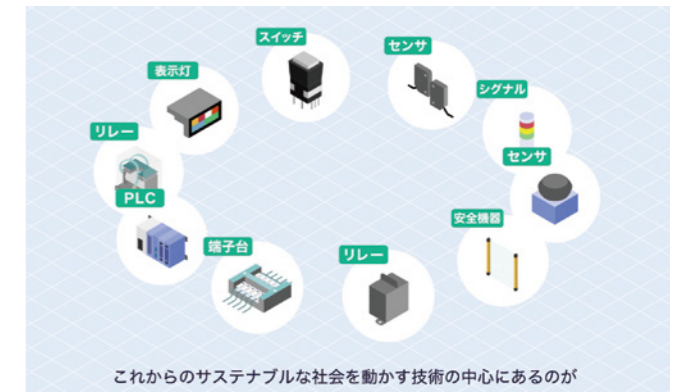 スイッチ
センサ
表示灯
シグナル
リレー
センサ
PLC
安全機器
端子台
リレー
これからのサステナブルな社会を動かす技術の中心にあるのが